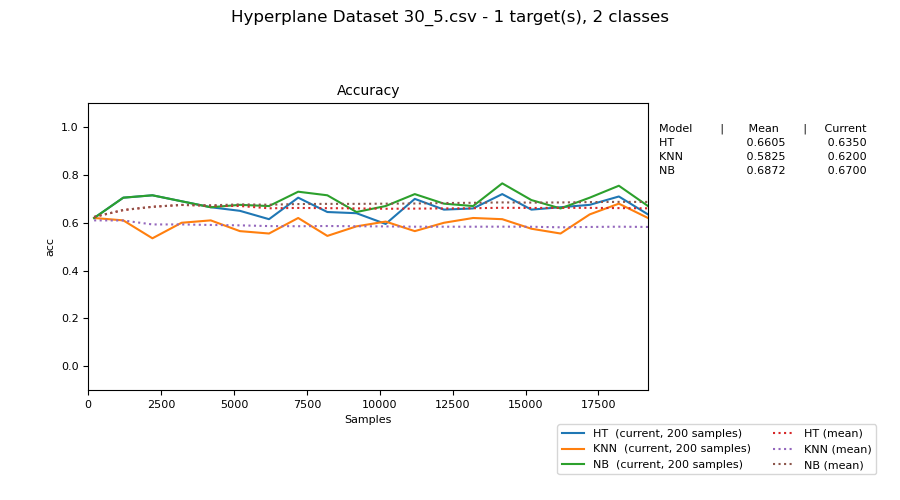 Hyperplane Dataset 30_5.csv - 1 target(s), 2 classes
Accuracy
1.0
0.8
0.6
0.4
0.2
0.0
acc
0 2500 5000 7500 10000 12500 15000 17500
Samples
Model | Mean | Current
HT 0.6605 0.6350
KNN 0.5825 0.6200
NB 0.6872 0.6700
HT (current, 200 samples) HT (mean)
KNN (current, 200 samples) KNN (mean)
NB (current, 200 samples) NB (mean)